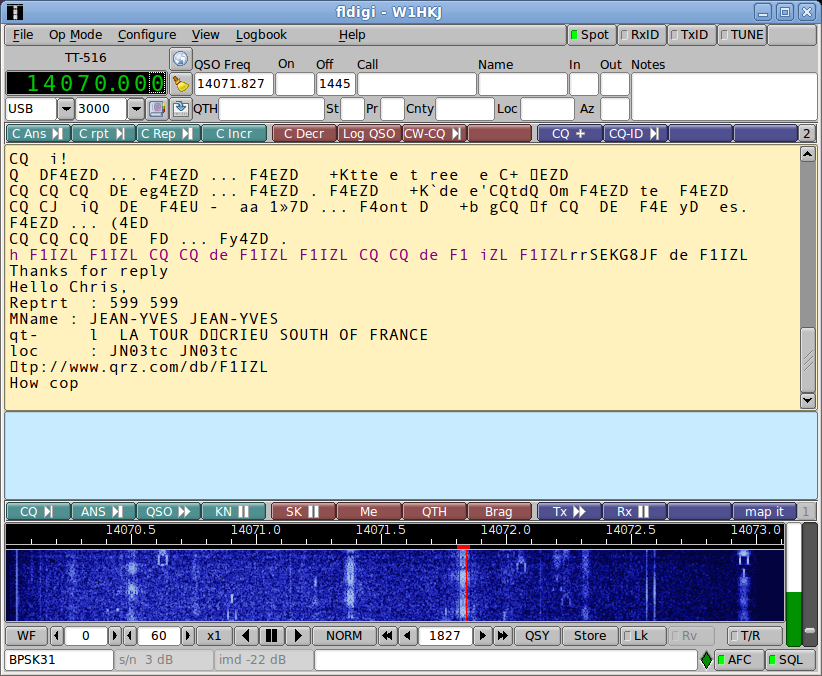 fldigi - W1HKJ
File Op Mode Configure View Logbook Help Spot RxID TxID TUNE
TT-516 QSO Freq On Off Call Name In Out Notes
14070.000 14071.827 1445
USB 3000 QTH St Pr Cnty Loc Az
C Ans C rpt C Rep C Incr C Decr Log QSO CW-CQ CQ CQ-ID 2
CQ i!
Q DF4EZD ... F4EZD ... F4EZD +Ktte e t ree e C+ ▯EZD
CQ CQ CQ DE eg4EZD ... F4EZD . F4EZD +K`de e'CQtdQ Om F4EZD te F4EZD
CQ CJ iQ DE F4EU - aa 1»7D ... F4ont D +b gCQ ▯f CQ DE F4E yD es.
F4EZD ... (4ED
CQ CQ CQ DE FD ... Fy4ZD .
h F1IZL F1IZL CQ CQ de F1IZL F1IZL CQ CQ de F1 iZL F1IZLrrSEKG8JF de F1IZL
Thanks for reply
Hello Chris,
Reptrt : 599 599
MName : JEAN-YVES JEAN-YVES
qt- l LA TOUR D▯CRIEU SOUTH OF FRANCE
loc : JN03tc JN03tc
▯tp://www.qrz.com/db/F1IZL
How cop
CQ ANS QSO KN SK Me QTH Brag Tx Rx map it 1
14070.5 14071.0 14071.5 14072.0 14072.5 14073.0
WF 0 60 x1 NORM 1827 QSY Store Lk Rv T/R
BPSK31 s/n 3 dB imd -22 dB AFC SQL